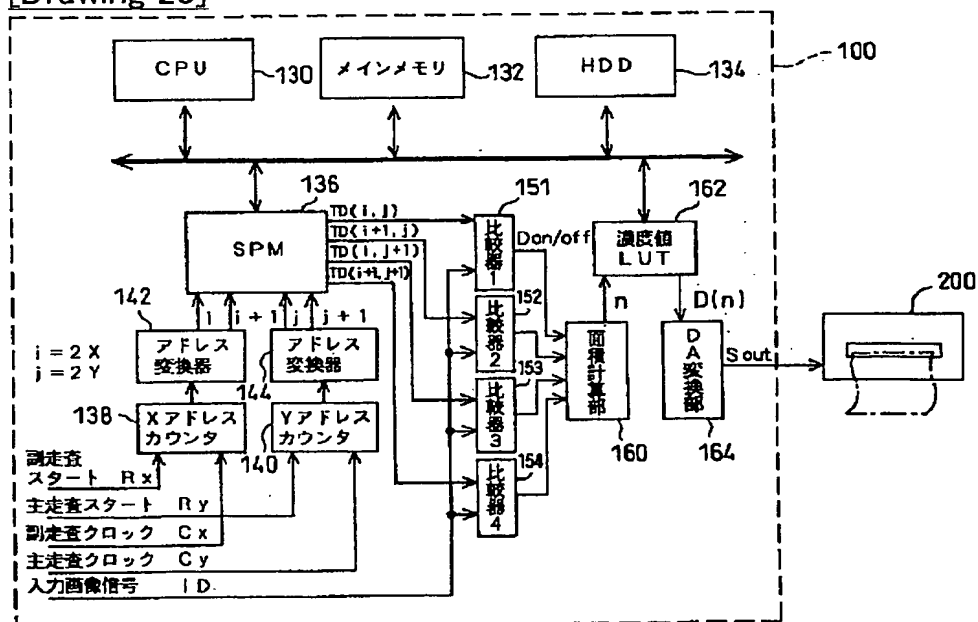 CPU
130
メインメモリ
132
HDD
134
100
136
SPM
TD(i,j)
TD(i+1,j)
TD(i,j+1)
TD(i+1,j+1)
151
比較器1
Don/off
162
濃度値
LUT
142
i
i+1
j
j+1
i=2X
j=2Y
アドレス
変換器
アドレス
変換器
144
152
比較器2
153
比較器3
154
比較器4
n
D(n)
面積計算部
160
DA変換部
164
Sout
200
138
Xアドレス
カウンタ
Yアドレス
カウンタ
140
副走査
スタート Rx
主走査スタート Ry
副走査クロック Cx
主走査クロック Cy
入力画像信号 ID